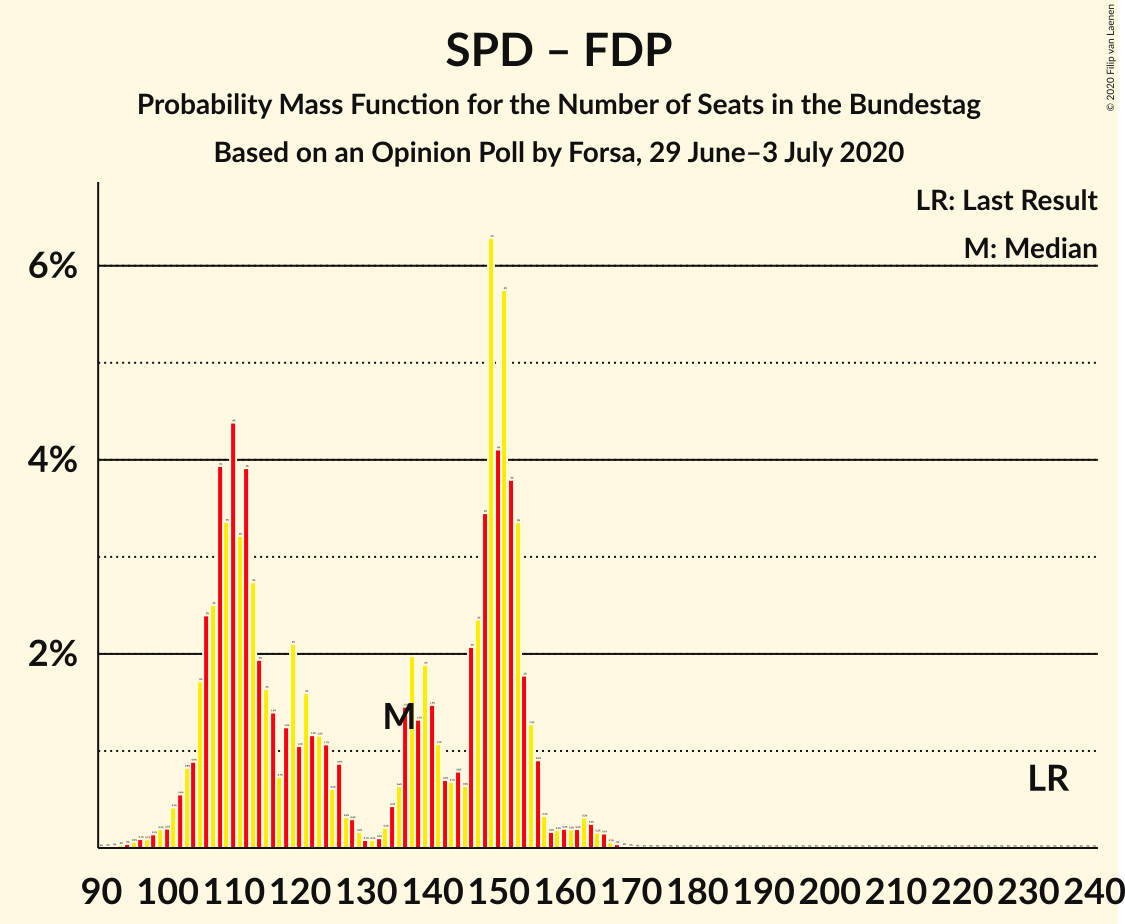 SPD – FDP
Probability Mass Function for the Number of Seats in the Bundestag
Based on an Opinion Poll by Forsa, 29 June–3 July 2020
© 2020 Filip van Laenen
LR: Last Result
M: Median
6%
4%
2%
M
LR
90 100 110 120 130 140 150 160 170 180 190 200 210 220 230 240